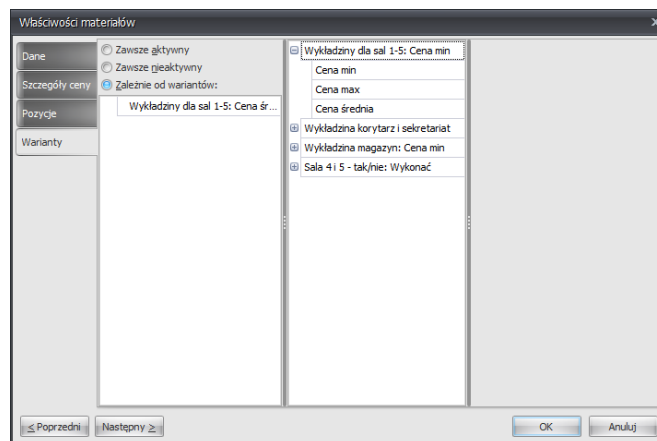 Właściwości materiałów
Dane
Szczegóły ceny
Pozycje
Warianty
Zawsze aktywny
Zawsze nieaktywny
Zależnie od wariantów:
Wykładziny dla sal 1-5: Cena śr...
Wykładziny dla sal 1-5: Cena min
Cena min
Cena max
Cena średnia
Wykładzina korytarz i sekretariat
Wykładzina magazyn: Cena min
Sala 4 i 5 - tak/nie: Wykonać
< Poprzedni
Następny >
OK
Anuluj